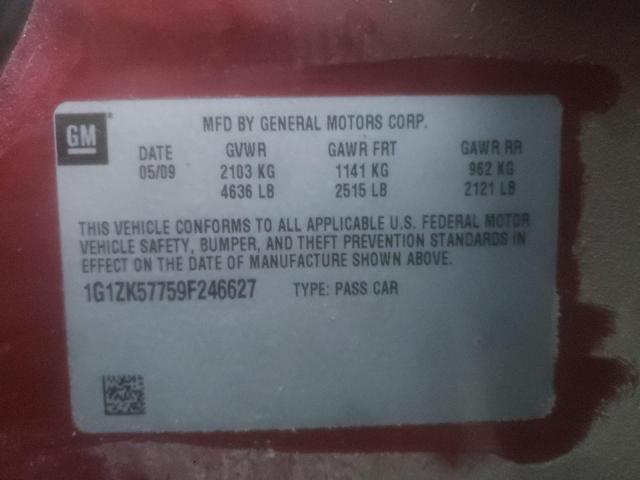 GM
MFD BY GENERAL MOTORS CORP.
DATE GVWR GAWR FRT GAWR RR
05/09 2103 KG 1141 KG 962 KG
4636 LB 2515 LB 2121 LB
THIS VEHICLE CONFORMS TO ALL APPLICABLE U.S. FEDERAL MOTOR
VEHICLE SAFETY, BUMPER, AND THEFT PREVENTION STANDARDS IN
EFFECT ON THE DATE OF MANUFACTURE SHOWN ABOVE.
1G1ZK57759F246627 TYPE: PASS CAR